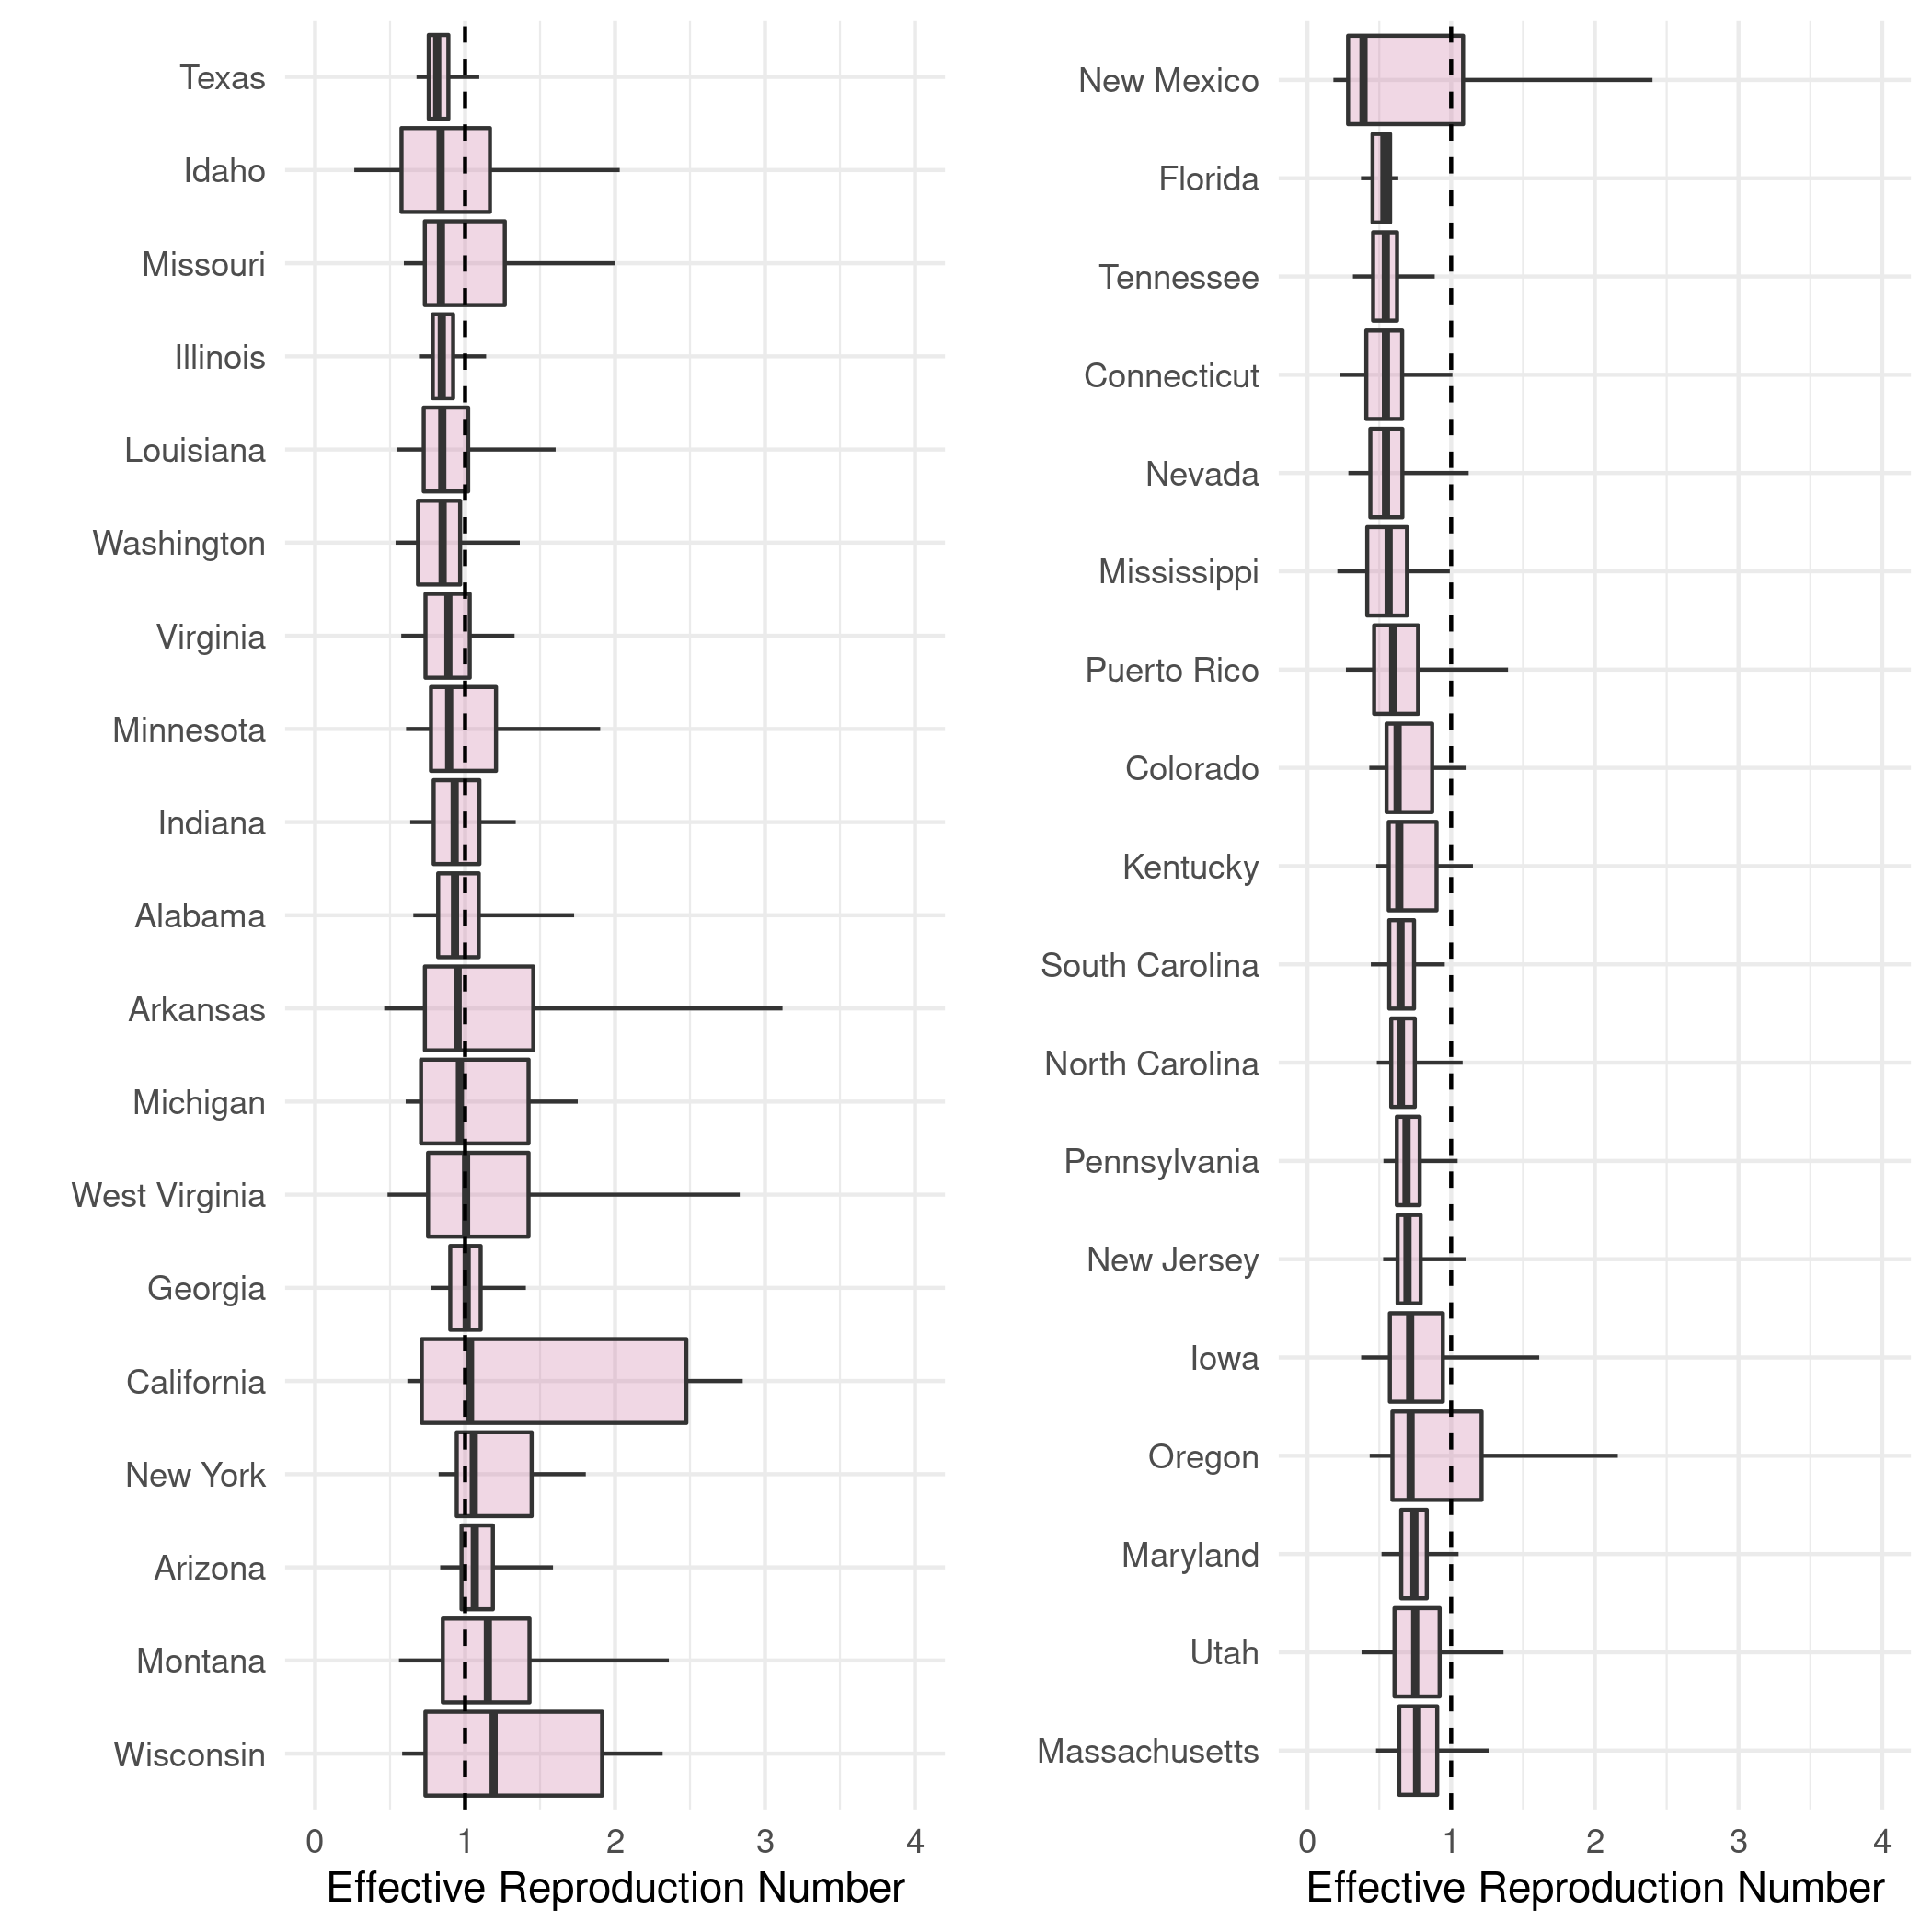 Texas
Idaho
Missouri
Illinois
Louisiana
Washington
Virginia
Minnesota
Indiana
Alabama
Arkansas
Michigan
West Virginia
Georgia
California
New York
Arizona
Montana
Wisconsin
0 1 2 3 4
Effective Reproduction Number
New Mexico
Florida
Tennessee
Connecticut
Nevada
Mississippi
Puerto Rico
Colorado
Kentucky
South Carolina
North Carolina
Pennsylvania
New Jersey
Iowa
Oregon
Maryland
Utah
Massachusetts
0 1 2 3 4
Effective Reproduction Number